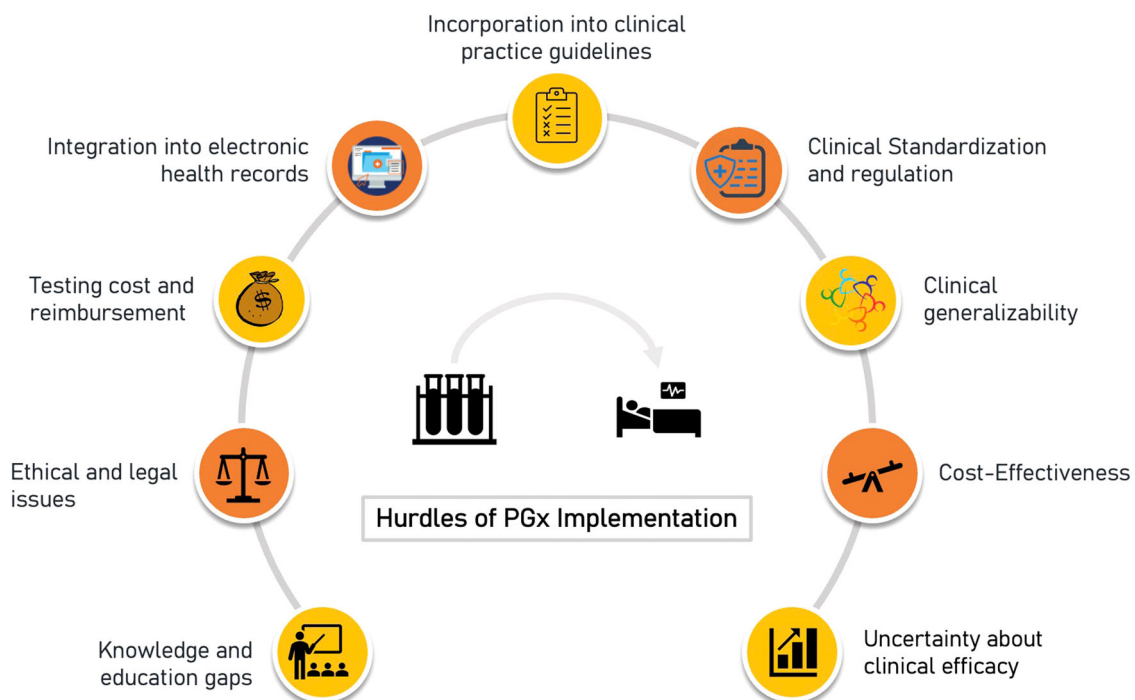 Incorporation into clinical
practice guidelines
Integration into electronic
health records
Clinical Standardization
and regulation
Testing cost and
reimbursement
$
Clinical
generalizability
Ethical and legal
issues
Cost-Effectiveness
Hurdles of PGx Implementation
Knowledge and
education gaps
Uncertainty about
clinical efficacy